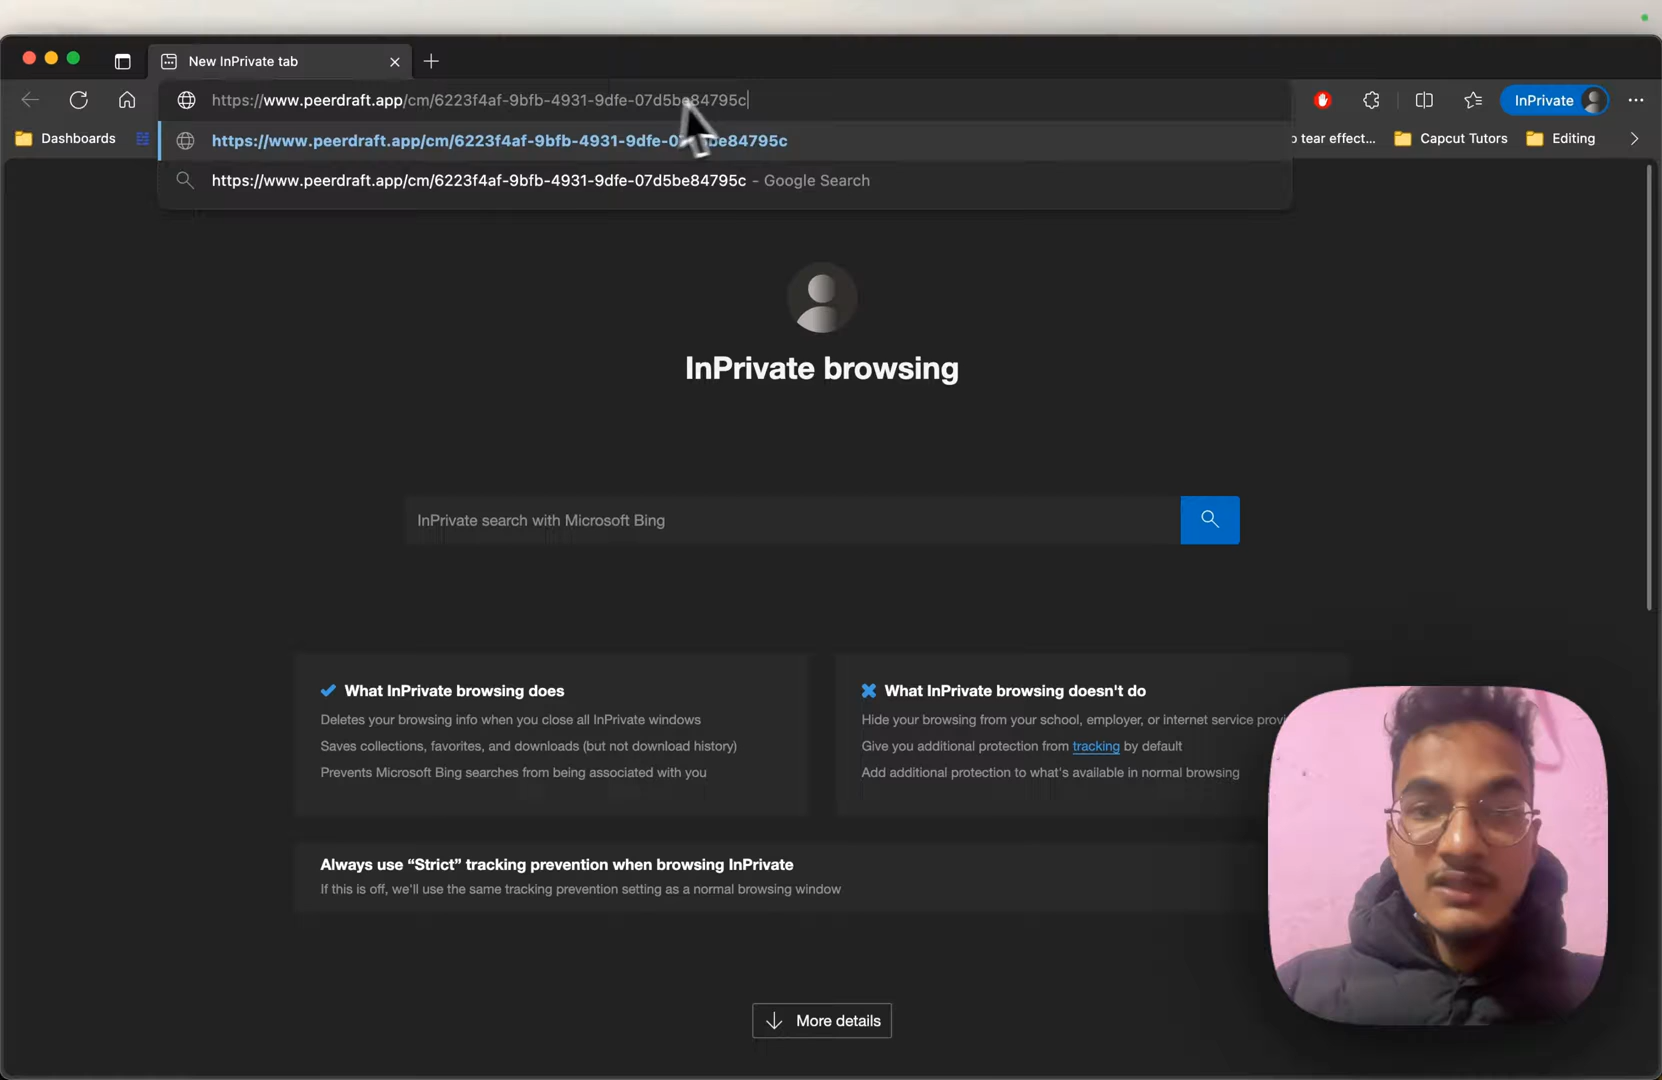 New InPrivate tab
https://www.peerdraft.app/cm/6223f4af-9bfb-4931-9dfe-07d5be84795c
InPrivate
Dashboards
https://www.peerdraft.app/cm/6223f4af-9bfb-4931-9dfe-07d5be84795c
tear effect...
Capcut Tutors
Editing
https://www.peerdraft.app/cm/6223f4af-9bfb-4931-9dfe-07d5be84795c - Google Search
InPrivate browsing
InPrivate search with Microsoft Bing
What InPrivate browsing does
Deletes your browsing info when you close all InPrivate windows
Saves collections, favorites, and downloads (but not download history)
Prevents Microsoft Bing searches from being associated with you
What InPrivate browsing doesn't do
Hide your browsing from your school, employer, or internet service provi
Give you additional protection from tracking by default
Add additional protection to what's available in normal browsing
Always use “Strict” tracking prevention when browsing InPrivate
If this is off, we'll use the same tracking prevention setting as a normal browsing window
More details